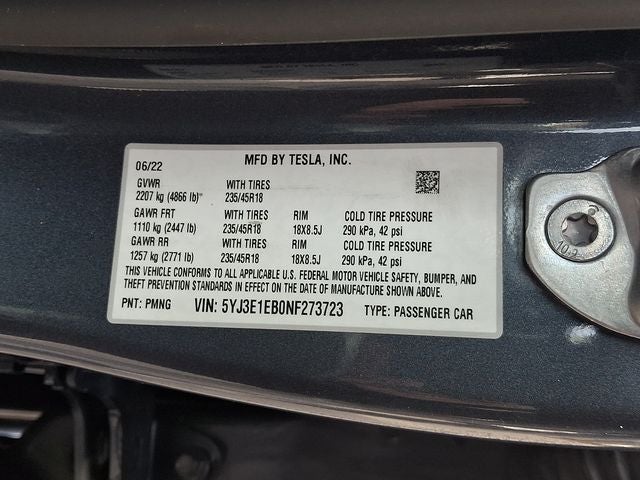 MFD BY TESLA, INC.
06/22
GVWR WITH TIRES
2207 kg (4866 lb) 235/45R18
GAWR FRT WITH TIRES RIM COLD TIRE PRESSURE
1110 kg (2447 lb) 235/45R18 18X8.5J 290 kPa, 42 psi
GAWR RR WITH TIRES RIM COLD TIRE PRESSURE
1257 kg (2771 lb) 235/45R18 18X8.5J 290 kPa, 42 psi
THIS VEHICLE CONFORMS TO ALL APPLICABLE U.S. FEDERAL MOTOR VEHICLE SAFETY, BUMPER, AND
THEFT PREVENTION STANDARDS IN EFFECT ON THE DATE OF MANUFACTURE SHOWN ABOVE.
PNT: PMNG VIN: 5YJ3E1EB0NF273723 TYPE: PASSENGER CAR
10.9